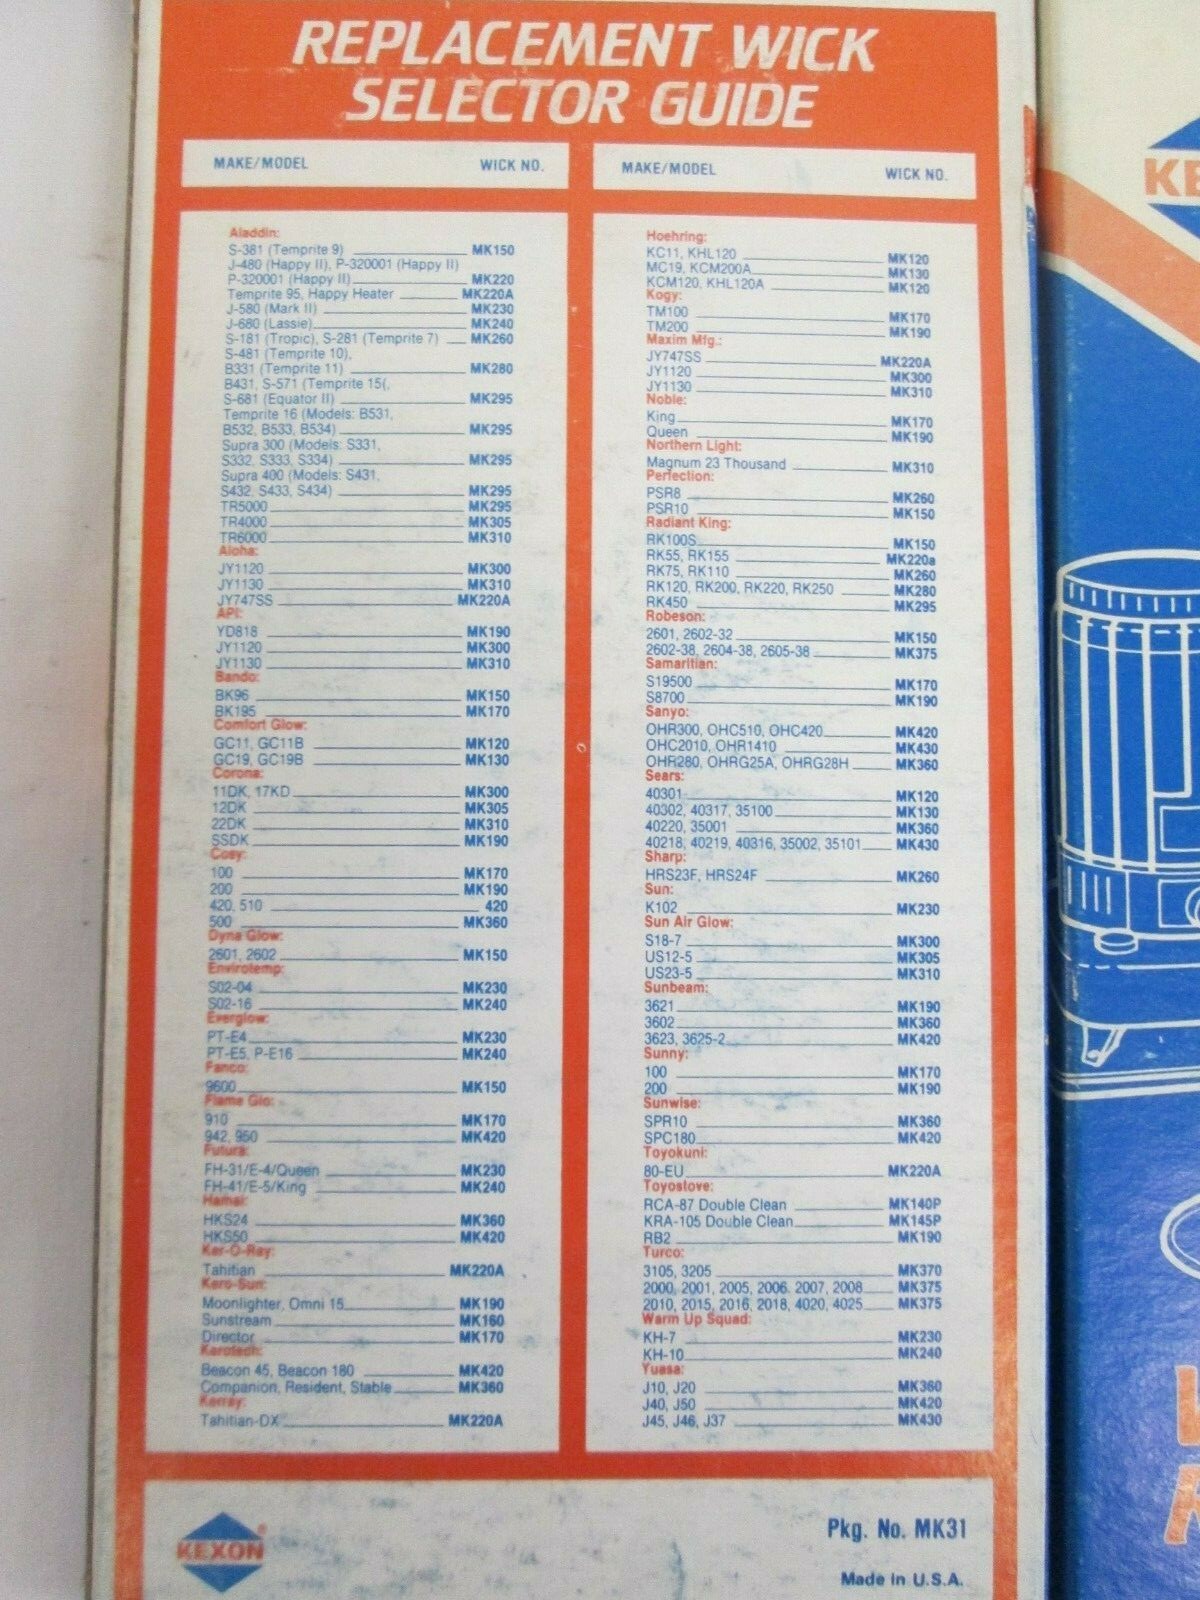 REPLACEMENT WICK
SELECTOR GUIDE
MAKE/MODEL WICK NO.
Aladdin:
S-381 (Temprite 9) MK150
J-480 (Happy II), P-320001 (Happy II)
P-320001 (Happy II) MK220
Temprite 95, Happy Heater MK220A
J-580 (Mark II) MK230
J-680 (Lassie) MK240
S-181 (Tropic), S-281 (Temprite 7) MK260
S-481 (Temprite 10),
B331 (Temprite 11) MK280
B431, S-571 (Temprite 15(,
S-681 (Equator II) MK295
Temprite 16 (Models: B531,
B532, B533, B534) MK295
Supra 300 (Models: S331,
S332, S333, S334) MK295
Supra 400 (Models: S431,
S432, S433, S434) MK295
TR5000 MK295
TR4000 MK305
TR6000 MK310
Aloha:
JY1120 MK300
JY1130 MK310
JY747SS MK220A
API:
YD818 MK190
JY1120 MK300
JY1130 MK310
Bando:
BK96 MK150
BK195 MK170
Comfort Glow:
GC11, GC11B MK120
GC19, GC19B MK130
Corona:
11DK, 17KD MK300
12DK MK305
22DK MK310
SSDK MK190
Cosy:
100 MK170
200 MK190
420, 510 420
500 MK360
Dyna Glow:
2601, 2602 MK150
Envirotemp:
S02-04 MK230
S02-16 MK240
Everglow:
PT-E4 MK230
PT-E5, P-E16 MK240
Fanco:
9600 MK150
Flame Glo:
910 MK170
942, 950 MK420
Futura:
FH-31/E-4/Queen MK230
FH-41/E-5/King MK240
Hamai:
HKS24 MK360
HKS50 MK420
Ker-O-Ray:
Tahitian MK220A
Kero-Sun:
Moonlighter, Omni 15 MK190
Sunstream MK160
Director MK170
Kerotech:
Beacon 45, Beacon 180 MK420
Companion, Resident, Stable MK360
Kerray:
Tahitian-DX MK220A
MAKE/MODEL WICK NO.
Hoehring:
KC11, KHL120 MK120
MC19, KCM200A MK130
KCM120, KHL120A MK120
Kogy:
TM100 MK170
TM200 MK190
Maxim Mfg.:
JY747SS MK220A
JY1120 MK300
JY1130 MK310
Noble:
King MK170
Queen MK190
Northern Light:
Magnum 23 Thousand MK310
Perfection:
PSR8 MK260
PSR10 MK150
Radiant King:
RK100S MK150
RK55, RK155 MK220a
RK75, RK110 MK260
RK120, RK200, RK220, RK250 MK280
RK450 MK295
Robeson:
2601, 2602-32 MK150
2602-38, 2604-38, 2605-38 MK375
Samaritian:
S19500 MK170
S8700 MK190
Sanyo:
OHR300, OHC510, OHC420 MK420
OHC2010, OHR1410 MK430
OHR280, OHRG25A, OHRG28H MK360
Sears:
40301 MK120
40302, 40317, 35100 MK130
40220, 35001 MK360
40218, 40219, 40316, 35002, 35101 MK430
Sharp:
HRS23F, HRS24F MK260
Sun:
K102 MK230
Sun Air Glow:
S18-7 MK300
US12-5 MK305
US23-5 MK310
Sunbeam:
3621 MK190
3602 MK360
3623, 3625-2 MK420
Sunny:
100 MK170
200 MK190
Sunwise:
SPR10 MK360
SPC180 MK420
Toyokuni:
80-EU MK220A
Toyostove:
RCA-87 Double Clean MK140P
KRA-105 Double Clean MK145P
RB2 MK190
Turco:
3105, 3205 MK370
2000, 2001, 2005, 2006. 2007, 2008 MK375
2010, 2015, 2016, 2018, 4020, 4025 MK375
Warm Up Squad:
KH-7 MK230
KH-10 MK240
Yuasa:
J10, J20 MK360
J40, J50 MK420
J45, J46, J37 MK430
KEXON®
Pkg. No. MK31
Made in U.S.A.
KE